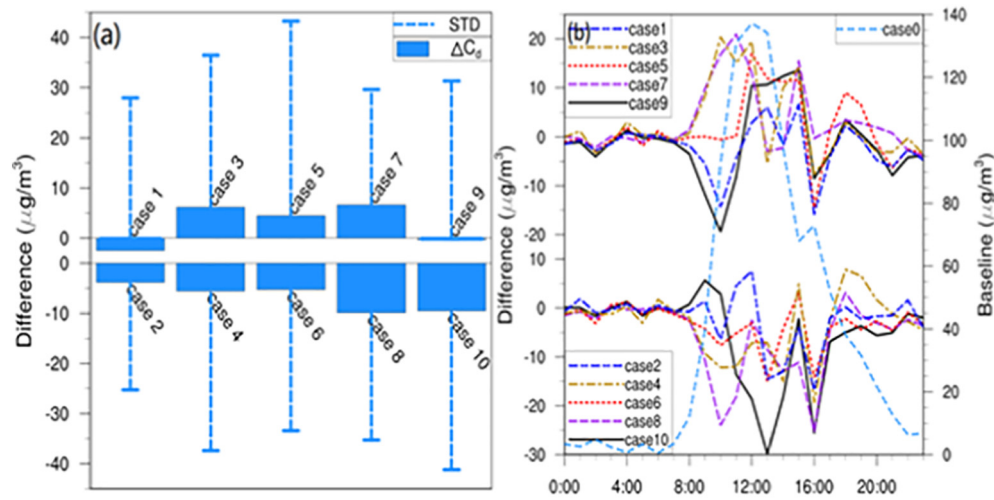 (a)
STD
ΔCd
Difference (μg/m³)
40
30
20
10
0
0
-10
-20
-30
-40
case 1
case 3
case 5
case 7
case 9
case 2
case 4
case 6
case 8
case 10
(b)
case1
case3
case5
case7
case9
case0
Difference (μg/m³)
20
10
0
-10
20
10
0
-10
-20
-30
case2
case4
case6
case8
case10
0:00
4:00
8:00
12:00
16:00
20:00
140
120
100
80
60
40
20
0
Baseline (μg/m³)